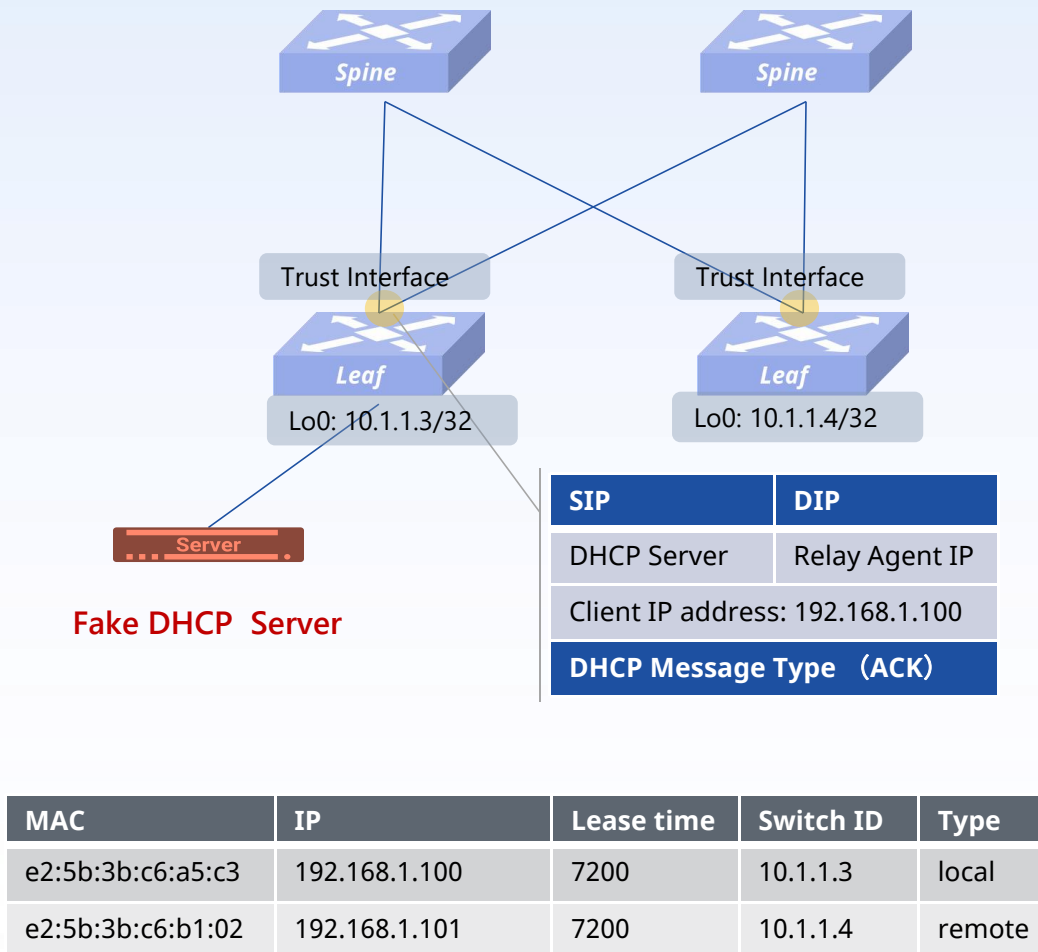 Spine
Spine
Trust Interface
Trust Interface
Leaf
Leaf
Lo0: 10.1.1.3/32
Lo0: 10.1.1.4/32
SIP DIP
DHCP Server Relay Agent IP
Client IP address: 192.168.1.100
DHCP Message Type （ACK）
Server
Fake DHCP Server
MAC IP Lease time Switch ID Type
e2:5b:3b:c6:a5:c3 192.168.1.100 7200 10.1.1.3 local
e2:5b:3b:c6:b1:02 192.168.1.101 7200 10.1.1.4 remote